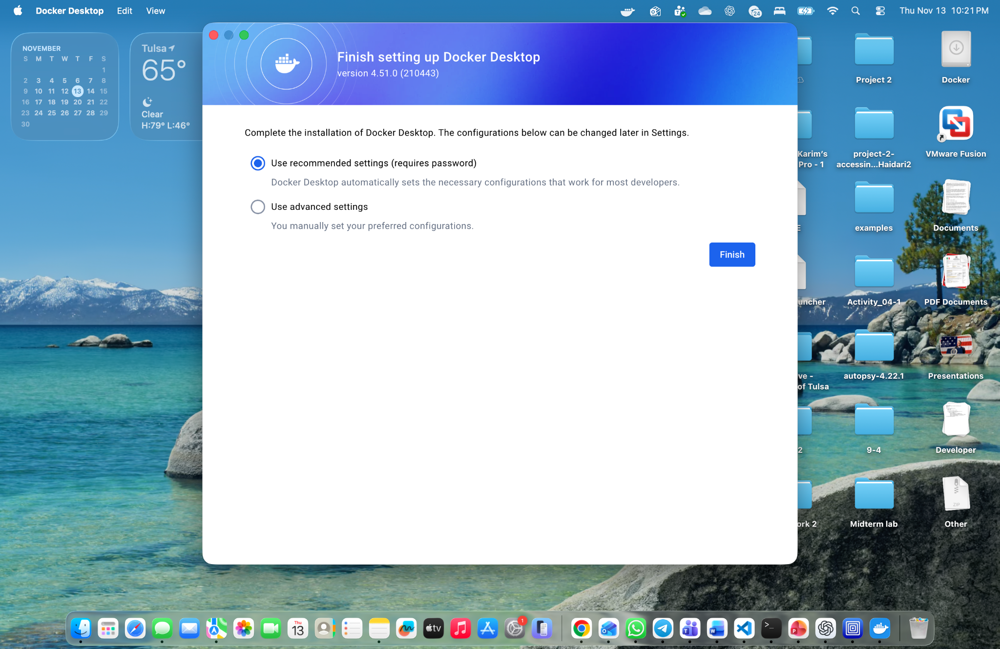 Docker Desktop Edit View
24
Thu Nov 13 10:21 PM
NOVEMBER
S M T W T F S
1
2 3 4 5 6 7 8
9 10 11 12 13 14 15
16 17 18 19 20 21 22
23 24 25 26 27 28 29
30
Tulsa
65°
Clear
H:79° L:46°
Finish setting up Docker Desktop
version 4.51.0 (210443)
Complete the installation of Docker Desktop. The configurations below can be changed later in Settings.
Use recommended settings (requires password)
Docker Desktop automatically sets the necessary configurations that work for most developers.
Use advanced settings
You manually set your preferred configurations.
Finish
Project 2
Docker
Karim's
Pro - 1
project-2-
accessin...Haidari2
VMware Fusion
E
examples
Documents
uncher
Activity_04-1
PDF Documents
ve -
of Tulsa
autopsy-4.22.1
Presentations
2
9-4
Developer
ZIP
ork 2
Midterm lab
Other
Thu
13
tv
1